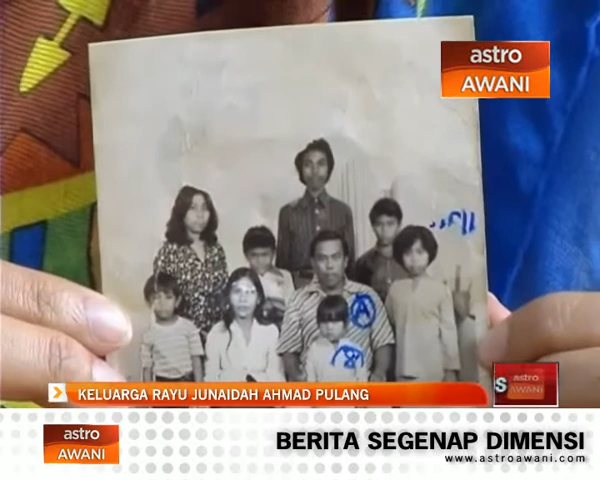 astro
AWANI
A
KELUARGA RAYU JUNAIDAH AHMAD PULANG
S
astro
AWANI
astro
AWANI
BERITA SEGENAP DIMENSI
www.astroawani.com